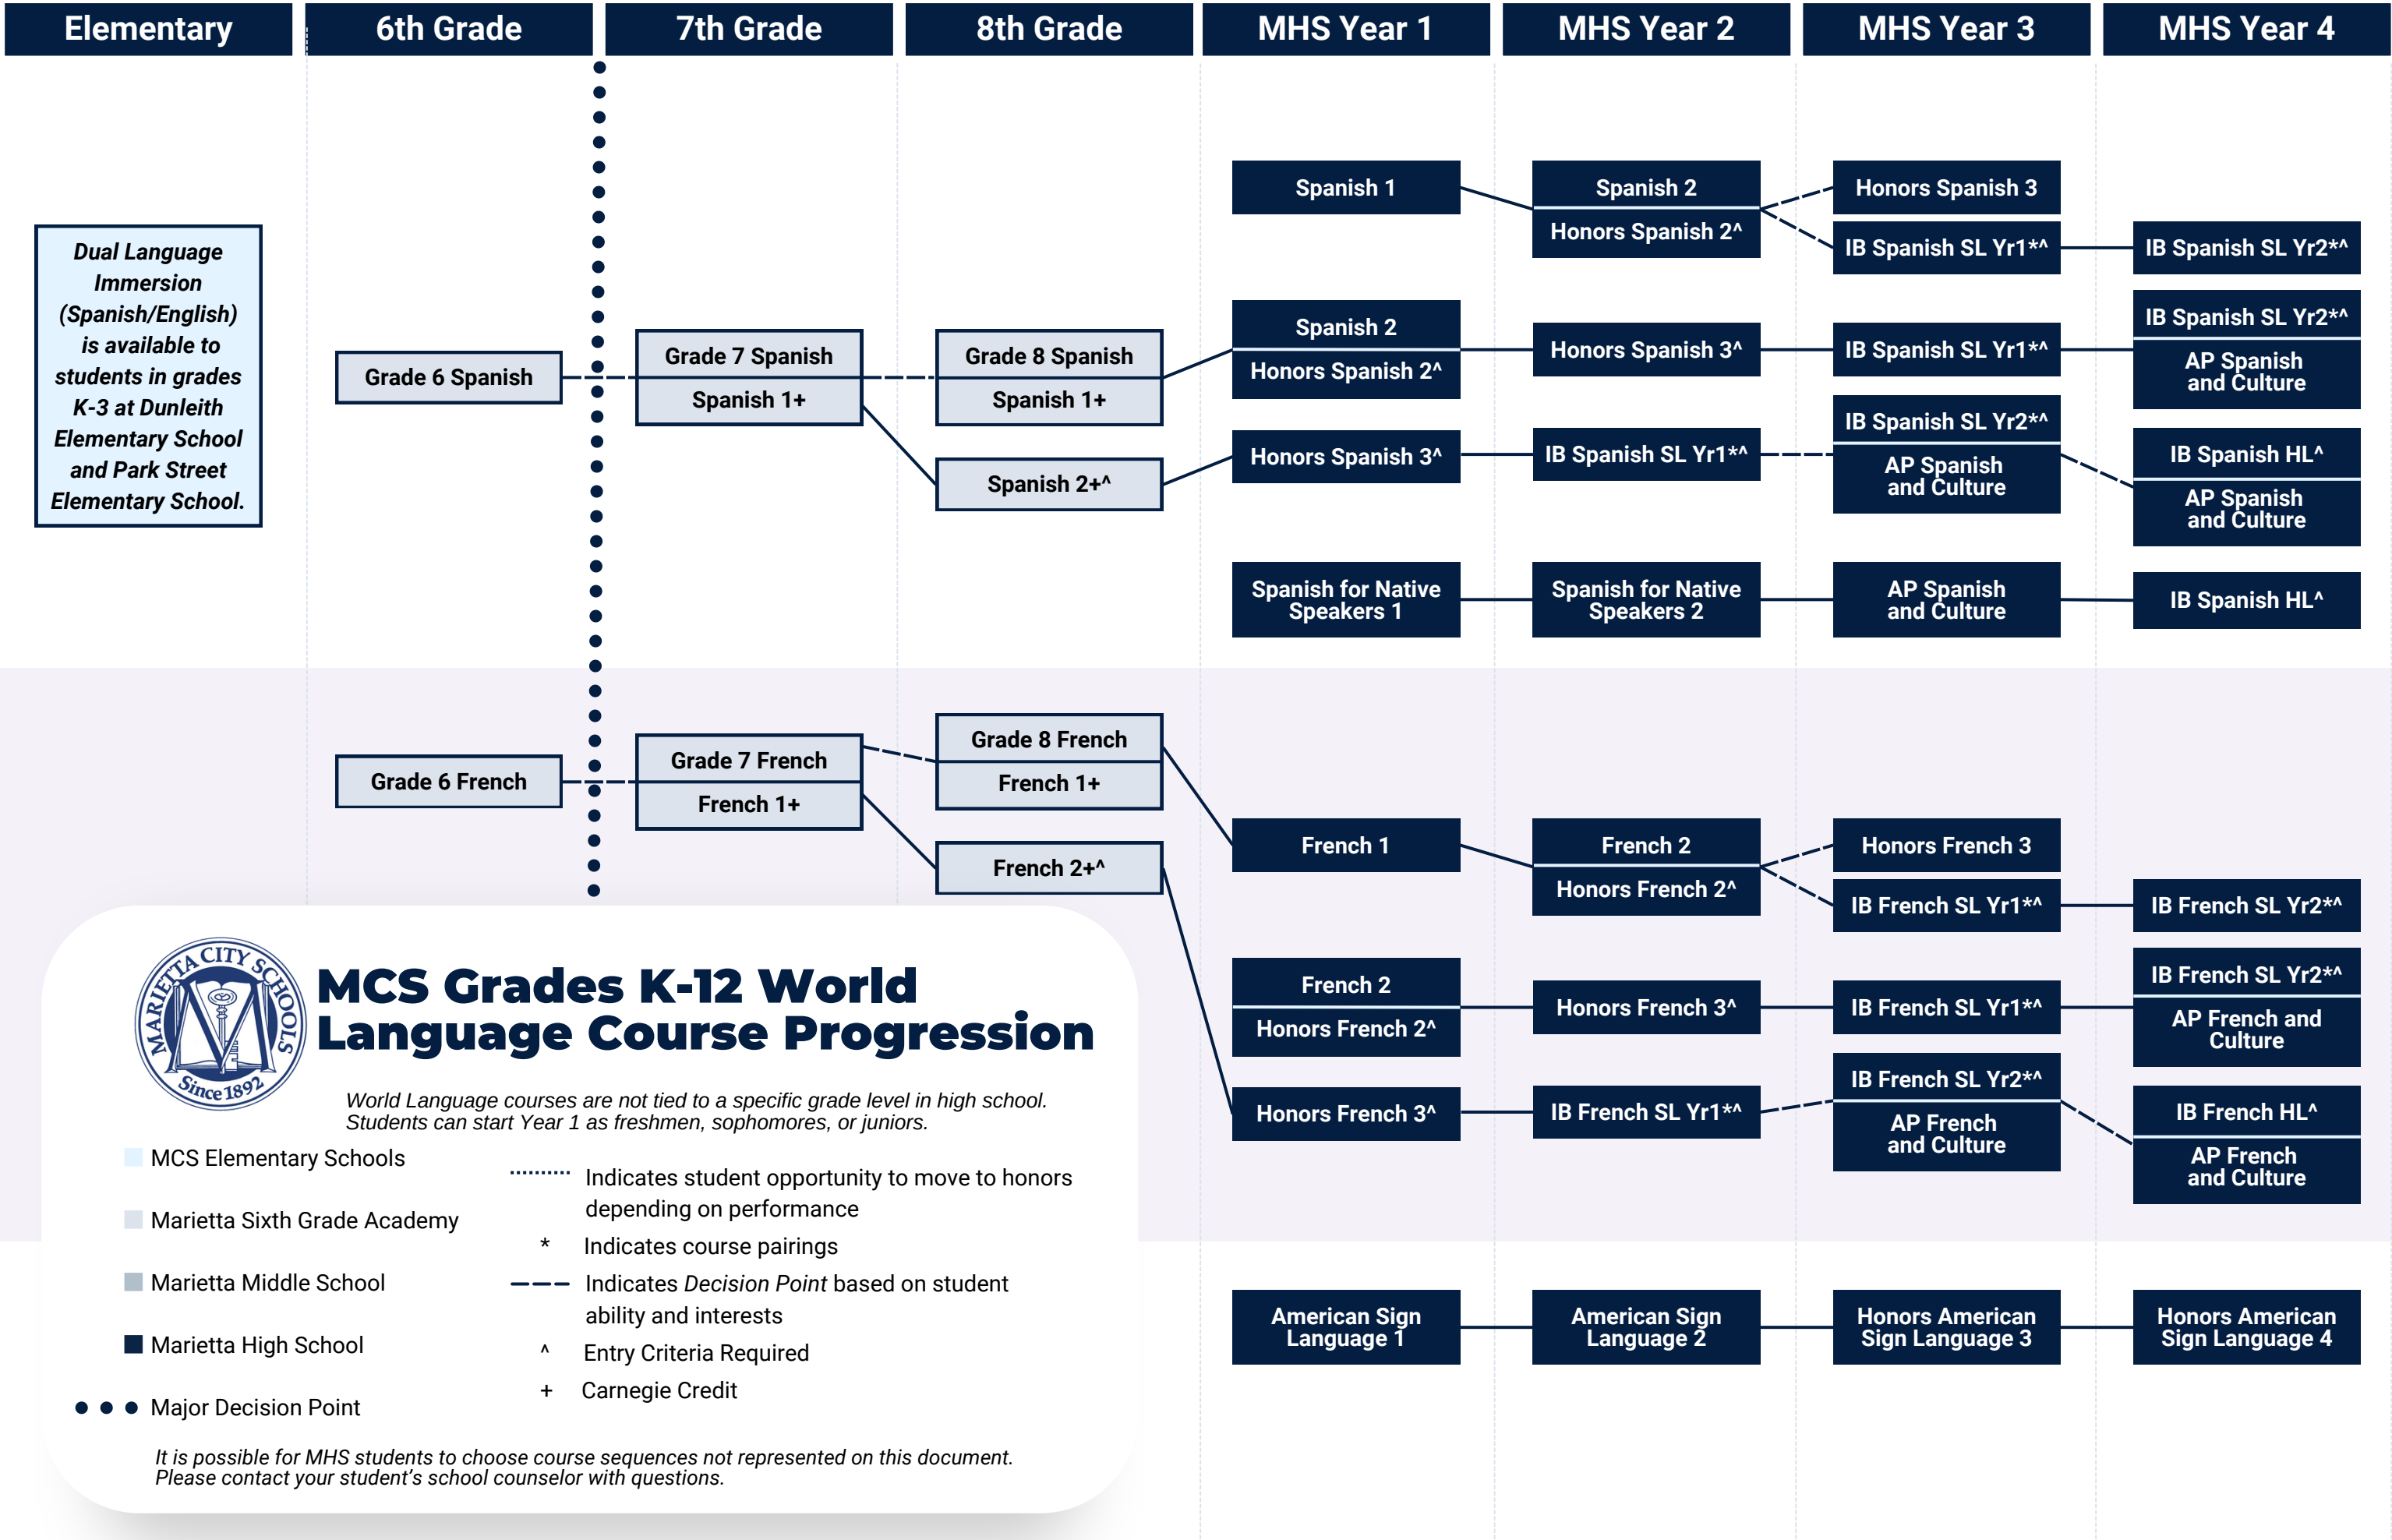 Elementary
6th Grade
7th Grade
8th Grade
MHS Year 1
MHS Year 2
MHS Year 3
MHS Year 4
Dual Language
Immersion
(Spanish/English)
is available to
students in grades
K-3 at Dunleith
Elementary School
and Park Street
Elementary School.
Grade 6 Spanish
Grade 7 Spanish
Spanish 1+
Grade 8 Spanish
Spanish 1+
Spanish 2+^
Spanish 1
Spanish 2
Honors Spanish 2^
Honors Spanish 3
IB Spanish SL Yr1*^
IB Spanish SL Yr2*^
Spanish 2
Honors Spanish 2^
Honors Spanish 3^
IB Spanish SL Yr1*^
IB Spanish SL Yr2*^
AP Spanish
and Culture
Honors Spanish 3^
IB Spanish SL Yr1*^
IB Spanish SL Yr2*^
AP Spanish
and Culture
IB Spanish HL^
AP Spanish
and Culture
Spanish for Native
Speakers 1
Spanish for Native
Speakers 2
AP Spanish
and Culture
IB Spanish HL^
Grade 6 French
Grade 7 French
French 1+
Grade 8 French
French 1+
French 2+^
French 1
French 2
Honors French 2^
Honors French 3
IB French SL Yr1*^
IB French SL Yr2*^
French 2
Honors French 2^
Honors French 3^
IB French SL Yr1*^
IB French SL Yr2*^
AP French and
Culture
Honors French 3^
IB French SL Yr1*^
IB French SL Yr2*^
AP French
and Culture
IB French HL^
AP French
and Culture
American Sign
Language 1
American Sign
Language 2
Honors American
Sign Language 3
Honors American
Sign Language 4
MARIETTA CITY SCHOOLS
Since 1892
MCS Grades K-12 World
Language Course Progression
World Language courses are not tied to a specific grade level in high school.
Students can start Year 1 as freshmen, sophomores, or juniors.
MCS Elementary Schools
Marietta Sixth Grade Academy
Marietta Middle School
Marietta High School
Major Decision Point
Indicates student opportunity to move to honors
depending on performance
* Indicates course pairings
Indicates Decision Point based on student
ability and interests
^ Entry Criteria Required
+ Carnegie Credit
It is possible for MHS students to choose course sequences not represented on this document.
Please contact your student’s school counselor with questions.